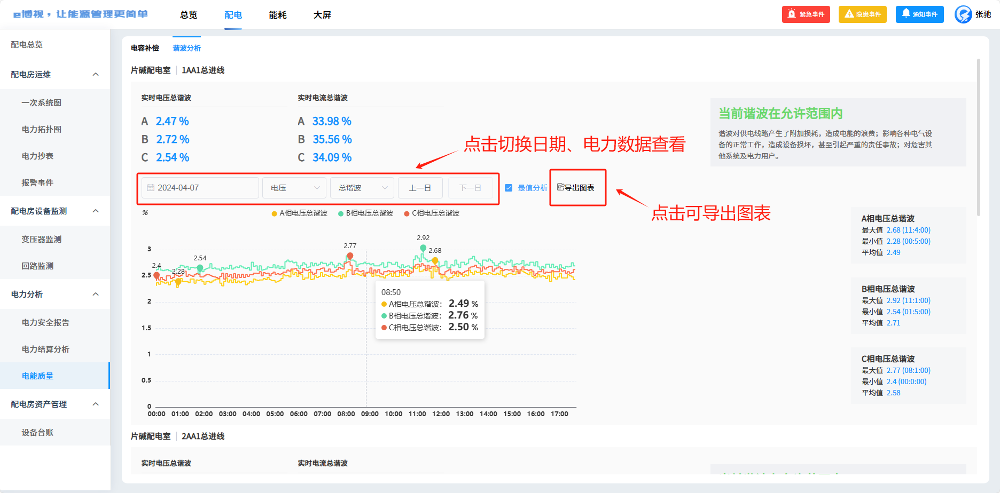 e博视，让能源管理更简单
总览
配电
能耗
大屏
紧急事件
隐患事件
通知事件
张驰
配电总览
配电房运维
一次系统图
电力拓扑图
电力抄表
报警事件
配电房设备监测
变压器监测
回路监测
电力分析
电力安全报告
电力结算分析
电能质量
配电房资产管理
设备台账
电容补偿
谐波分析
片碱配电室 | 1AA1总进线
实时电压总谐波
A 2.47 %
B 2.72 %
C 2.54 %
实时电流总谐波
A 33.98 %
B 35.56 %
C 34.09 %
当前谐波在允许范围内
谐波对供电线路产生了附加损耗，造成电能的浪费；影响各种电气设
备的正常工作，造成设备损坏，甚至引起严重的责任事故；对危害其
他系统及电力用户。
点击切换日期、电力数据查看
2024-04-07
电压
总谐波
上一日
下一日
最值分析
导出图表
点击可导出图表
%
A相电压总谐波
B相电压总谐波
C相电压总谐波
3
2.5
2
1.5
1
0.5
0
2.4
2.28
2.54
2.77
2.92
2.68
08:50
A相电压总谐波： 2.49 %
B相电压总谐波： 2.76 %
C相电压总谐波： 2.50 %
00:00 01:00 02:00 03:00 04:00 05:00 06:00 07:00 08:00 09:00 10:00 11:00 12:00 13:00 14:00 15:00 16:00 17:00
A相电压总谐波
最大值 2.68 (11:4:00)
最小值 2.28 (00:5:00)
平均值 2.49
B相电压总谐波
最大值 2.92 (11:1:00)
最小值 2.54 (01:5:00)
平均值 2.71
C相电压总谐波
最大值 2.77 (08:1:00)
最小值 2.4 (00:0:00)
平均值 2.58
片碱配电室 | 2AA1总进线
实时电压总谐波
实时电流总谐波